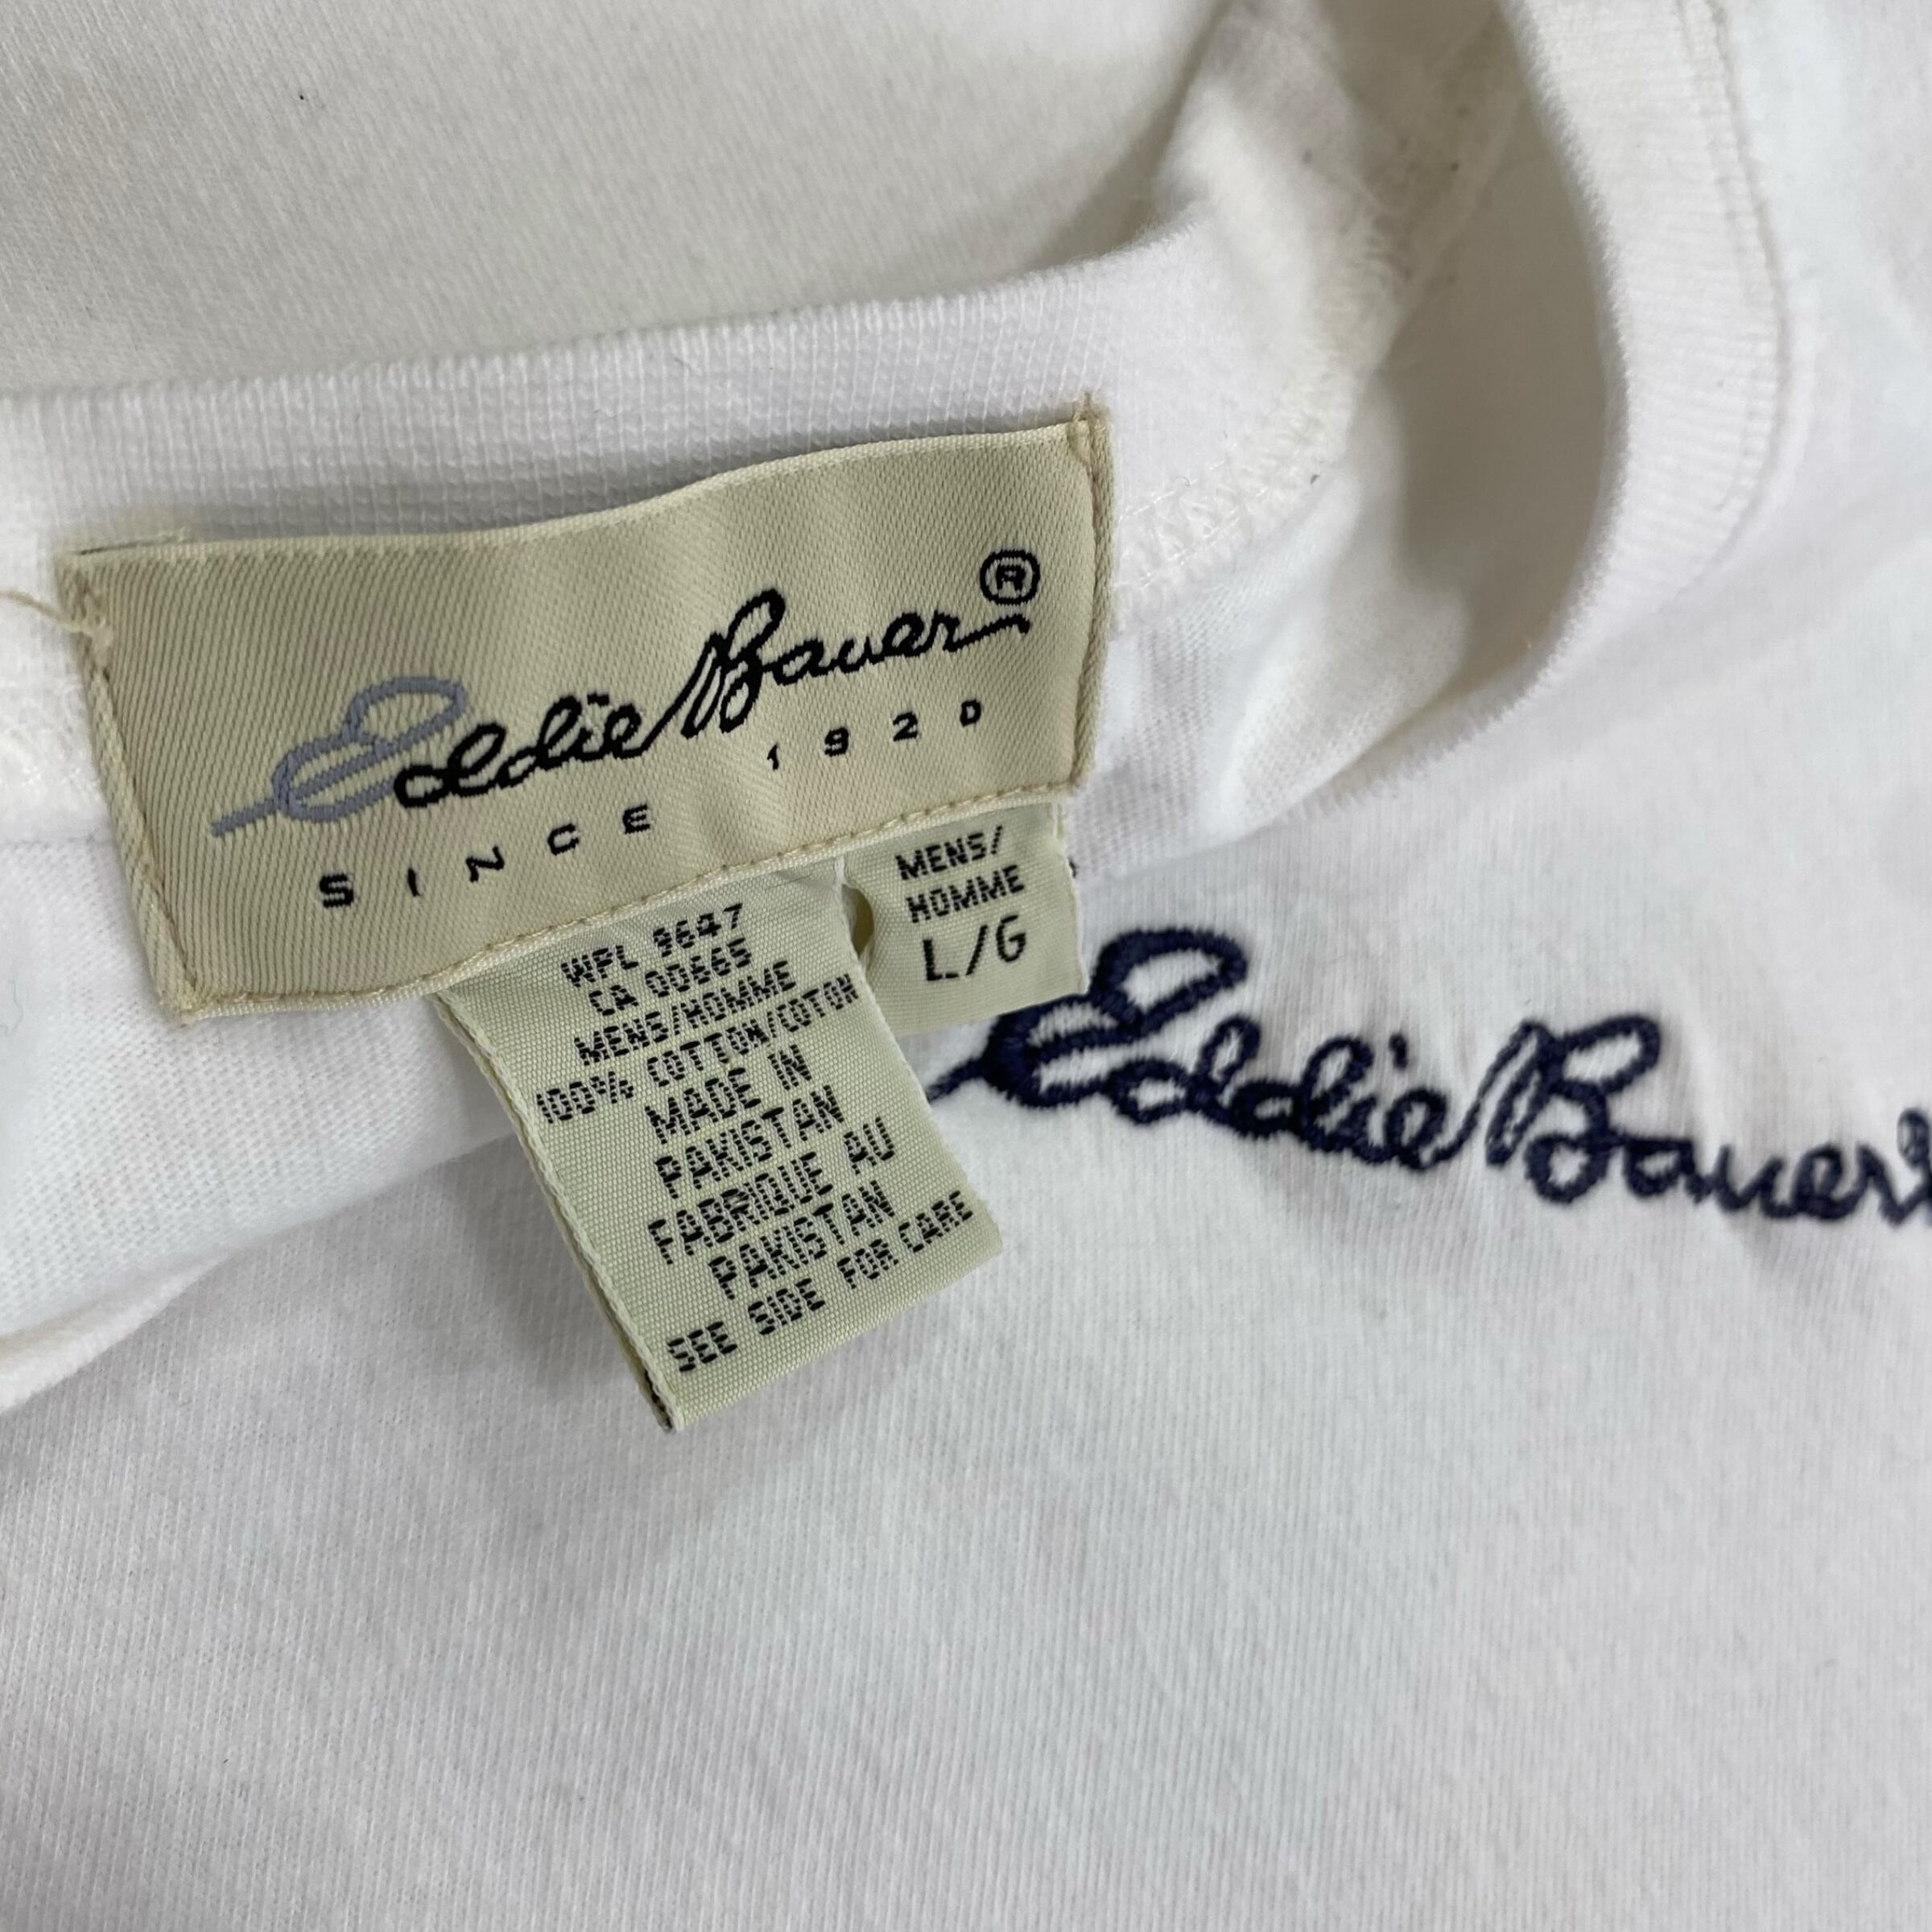 Eddie Bauer®
SINCE 1920
MENS/
HOMME
L/G
WPL 9647
CA 00665
MENS/HOMME
100% COTTON/COTON
MADE IN
PAKISTAN
FABRIQUE AU
PAKISTAN
SEE SIDE FOR CARE
Eddie Bauer